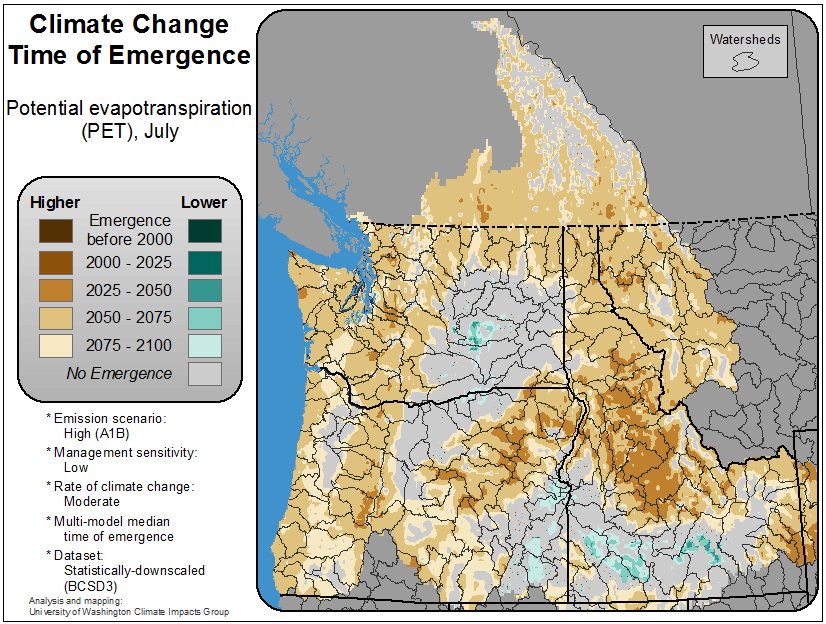 Climate Change
Time of Emergence
Potential evapotranspiration
(PET), July
Higher
Lower
Emergence
before 2000
2000 - 2025
2025 - 2050
2050 - 2075
2075 - 2100
No Emergence
* Emission scenario:
High (A1B)
* Management sensitivity:
Low
* Rate of climate change:
Moderate
* Multi-model median
time of emergence
* Dataset:
Statistically-downscaled
(BCSD3)
Analysis and mapping:
University of Washington Climate Impacts Group
Watersheds